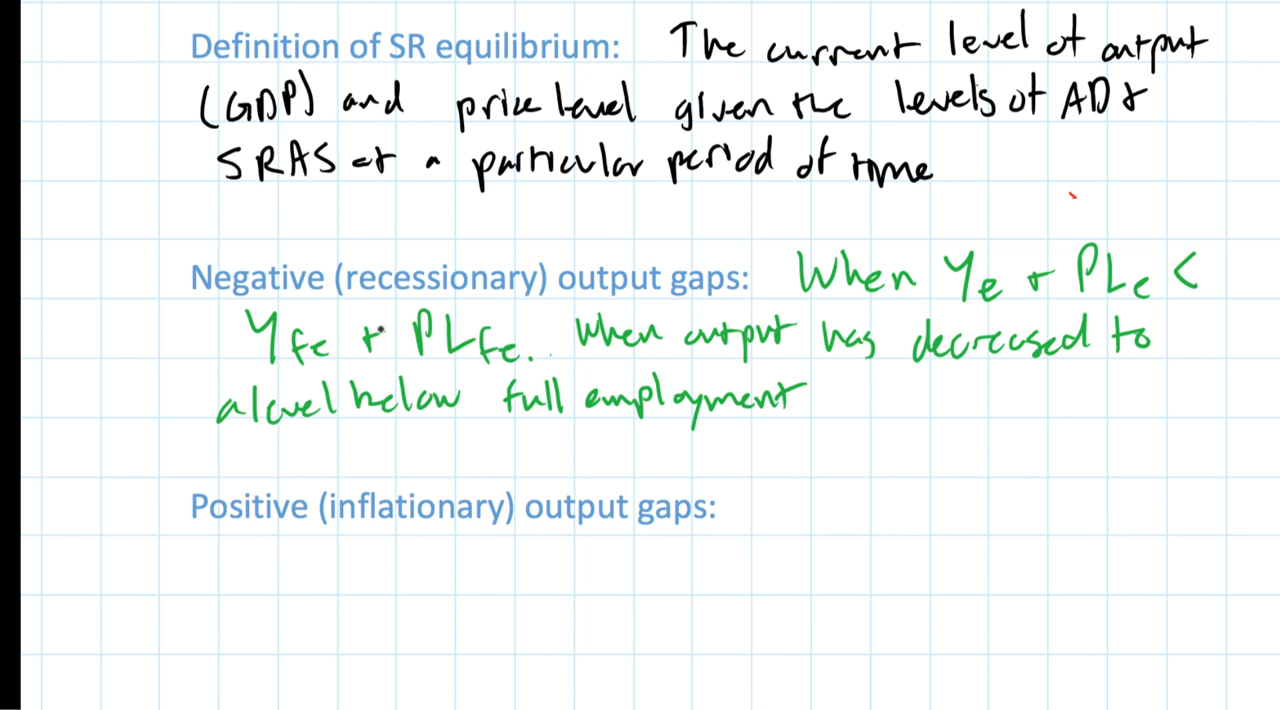 Definition of SR equilibrium: The current level of output
(GDP) and price level given the levels of AD &
SRAS at a particular period of time
Negative (recessionary) output gaps: When Ye + PLe <
Yfe + PLfe. When output has decreased to
a level below full employment
Positive (inflationary) output gaps: